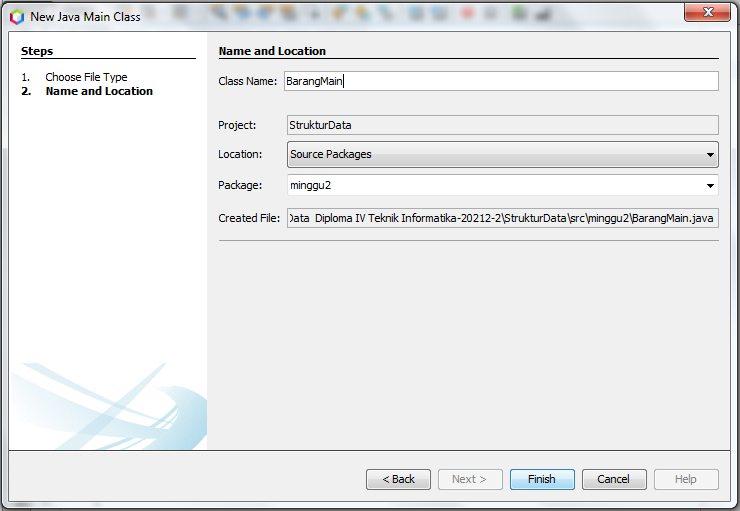 New Java Main Class
Steps
1. Choose File Type
2. Name and Location
Name and Location
Class Name: BarangMain
Project: StrukturData
Location: Source Packages
Package: minggu2
Created File: Data Diploma IV Teknik Informatika-20212-2\StrukturData\src\minggu2\BarangMain.java
< Back Next > Finish Cancel Help